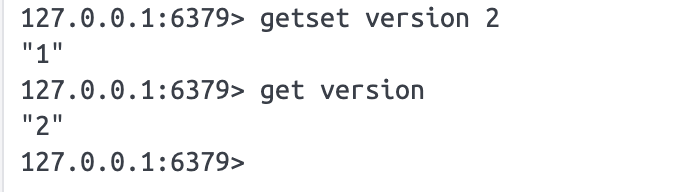 127.0.0.1:6379> getset version 2
"1"
127.0.0.1:6379> get version
"2"
127.0.0.1:6379>